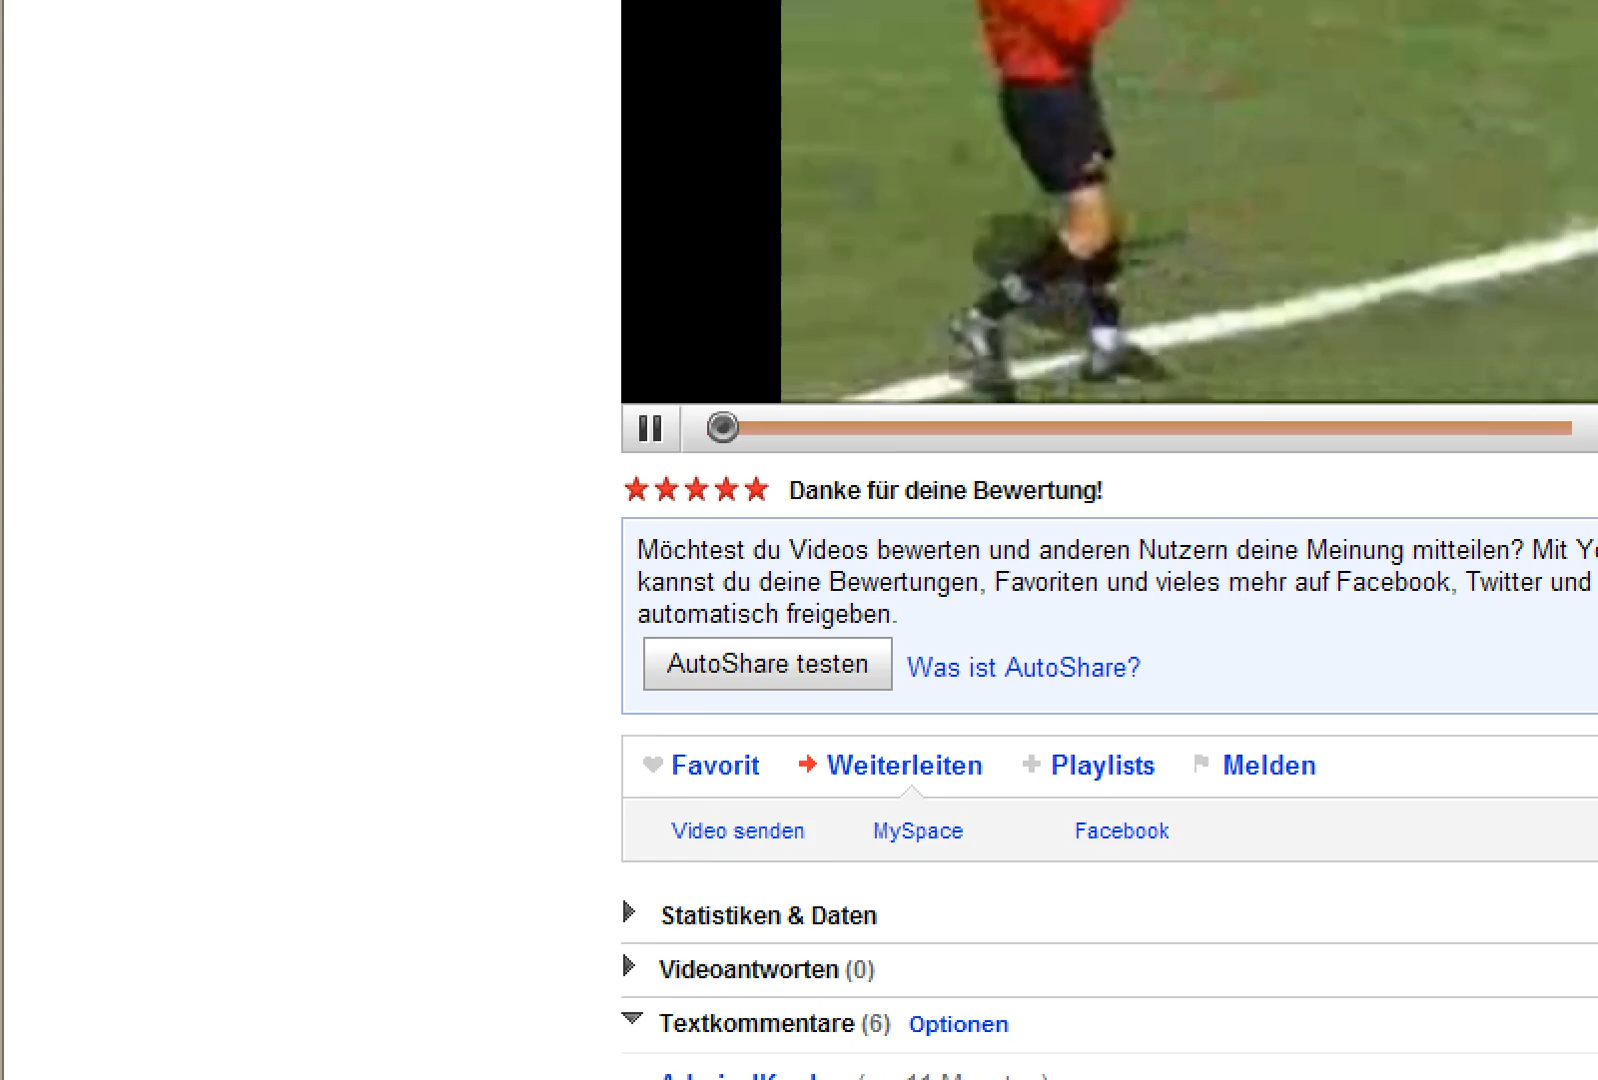 Danke für deine Bewertung!
Möchtest du Videos bewerten und anderen Nutzern deine Meinung mitteilen? Mit
kannst du deine Bewertungen, Favoriten und vieles mehr auf Facebook, Twitter und
automatisch freigeben.
AutoShare testen Was ist AutoShare?
Favorit Weiterleiten Playlists Melden
Video senden MySpace Facebook
Statistiken & Daten
Videoantworten (0)
Textkommentare (6) Optionen